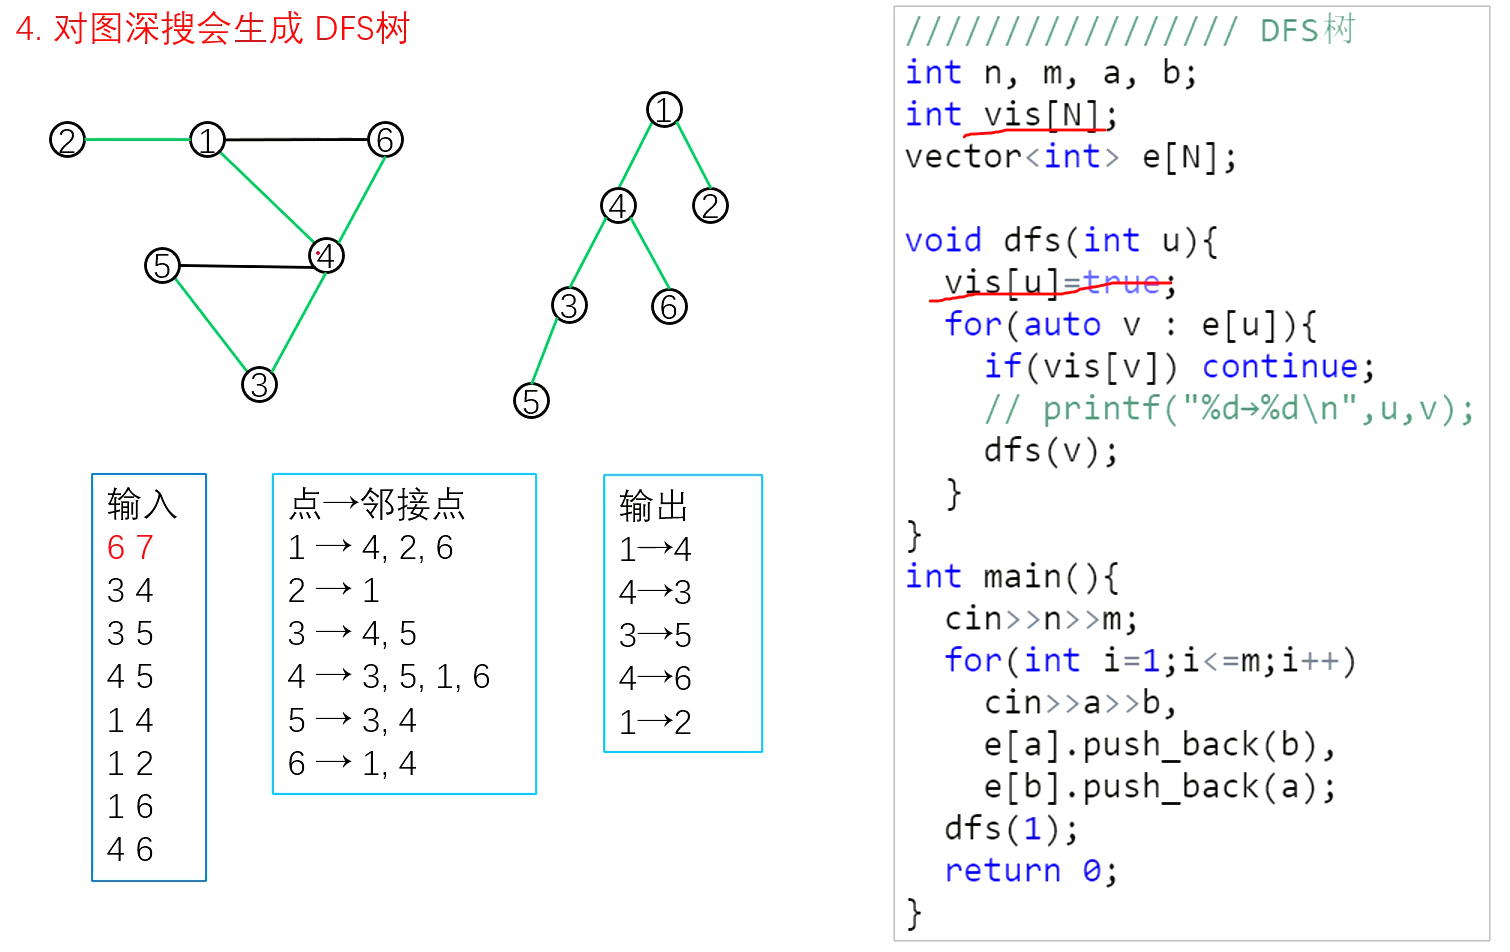 4. 对图深搜会生成 DFS树
② ① ⑥
⑤ ④
③
①
④ ②
③ ⑥
⑤
输入
6 7
3 4
3 5
4 5
1 4
1 2
1 6
4 6
点→邻接点
1 → 4, 2, 6
2 → 1
3 → 4, 5
4 → 3, 5, 1, 6
5 → 3, 4
6 → 1, 4
输出
1→4
4→3
3→5
4→6
1→2
///////////////// DFS树
int n, m, a, b;
int vis[N];
vector<int> e[N];
void dfs(int u){
  vis[u]=true;
  for(auto v : e[u]){
    if(vis[v]) continue;
    // printf("%d→%d\n",u,v);
    dfs(v);
  }
}
int main(){
  cin>>n>>m;
  for(int i=1;i<=m;i++)
    cin>>a>>b,
    e[a].push_back(b),
    e[b].push_back(a);
  dfs(1);
  return 0;
}